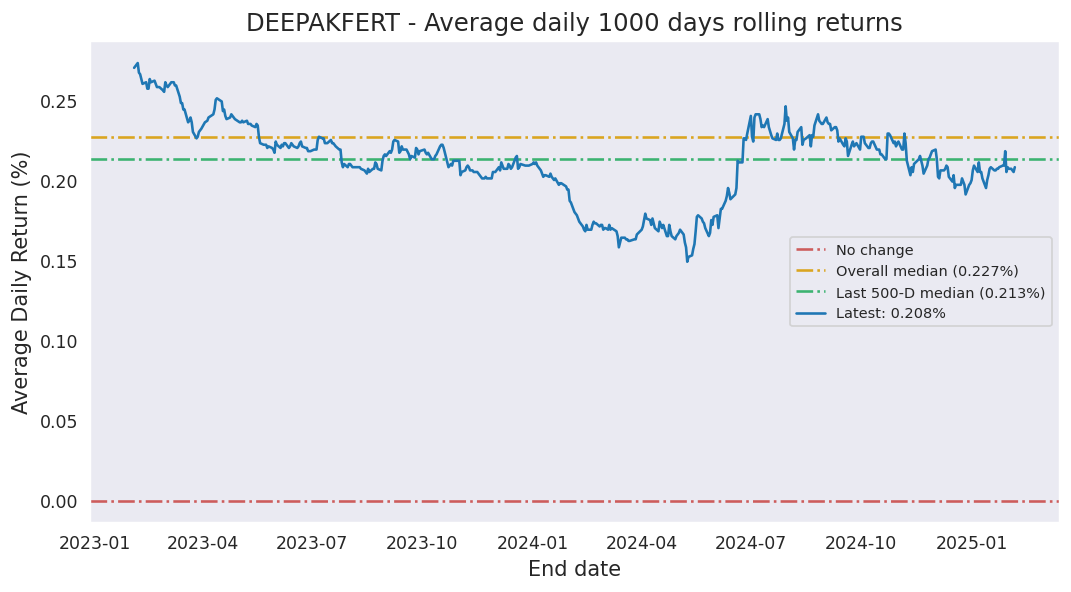 DEEPAKFERT - Average daily 1000 days rolling returns
Average Daily Return (%)
0.25
0.20
0.15
0.10
0.05
0.00
No change
Overall median (0.227%)
Last 500-D median (0.213%)
Latest: 0.208%
2023-01 2023-04 2023-07 2023-10 2024-01 2024-04 2024-07 2024-10 2025-01
End date